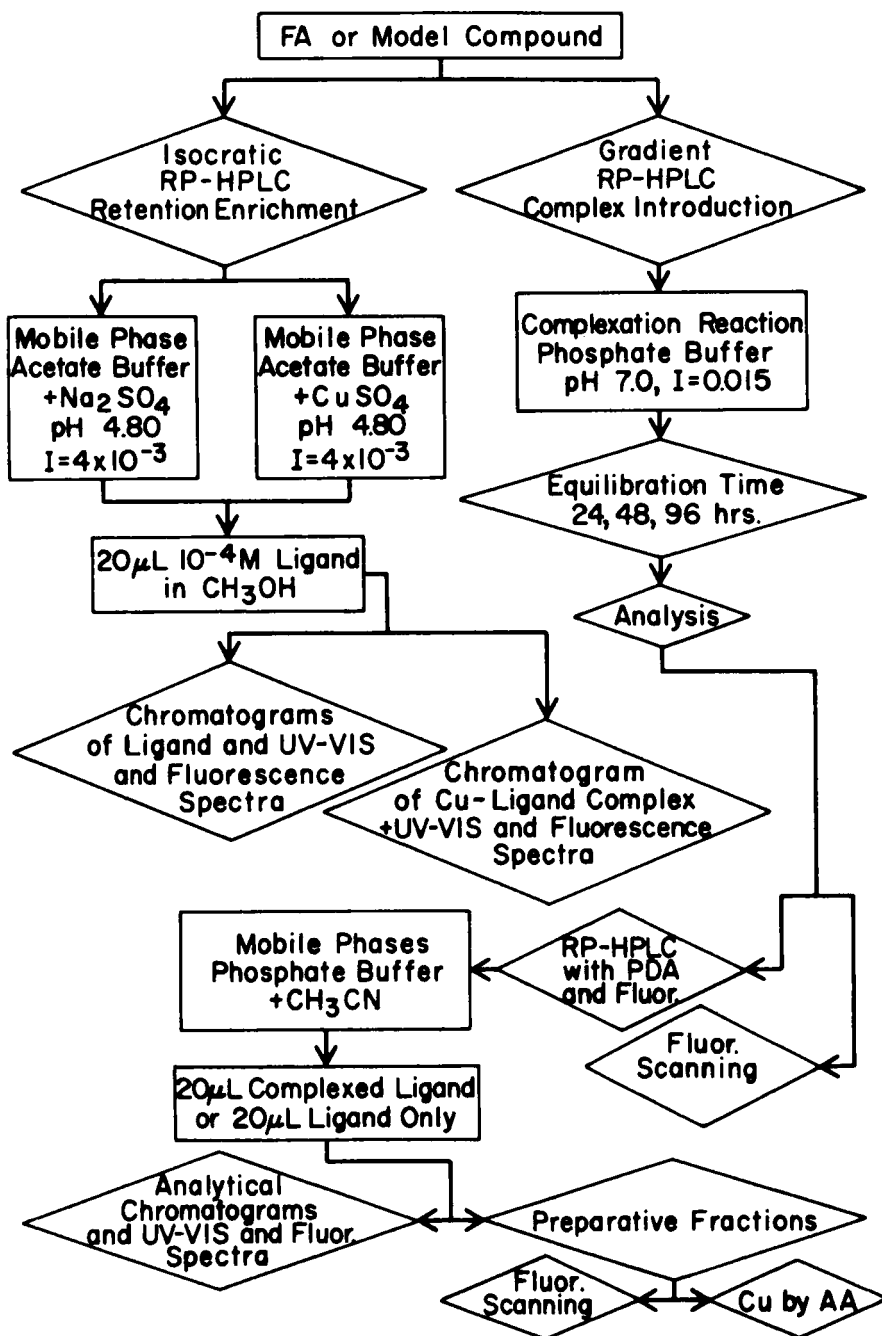 FA or Model Compound
Isocratic
RP-HPLC
Retention Enrichment
Gradient
RP-HPLC
Complex Introduction
Mobile Phase
Acetate Buffer
+Na₂SO₄
pH 4.80
I=4x10⁻³
Mobile Phase
Acetate Buffer
+CuSO₄
pH 4.80
I=4x10⁻³
Complexation Reaction
Phosphate Buffer
pH 7.0, I=0.015
Equilibration Time
24, 48, 96 hrs.
20µL 10⁻⁴M Ligand
in CH₃OH
Analysis
Chromatograms
of Ligand and UV-VIS
and Fluorescence
Spectra
Chromatogram
of Cu-Ligand Complex
+UV-VIS and Fluorescence
Spectra
RP-HPLC
with PDA
and Fluor.
Mobile Phases
Phosphate Buffer
+CH₃CN
Fluor.
Scanning
20µL Complexed Ligand
or 20µL Ligand Only
Analytical
Chromatograms
and UV-VIS and Fluor.
Spectra
Preparative Fractions
Fluor.
Scanning
Cu by AA